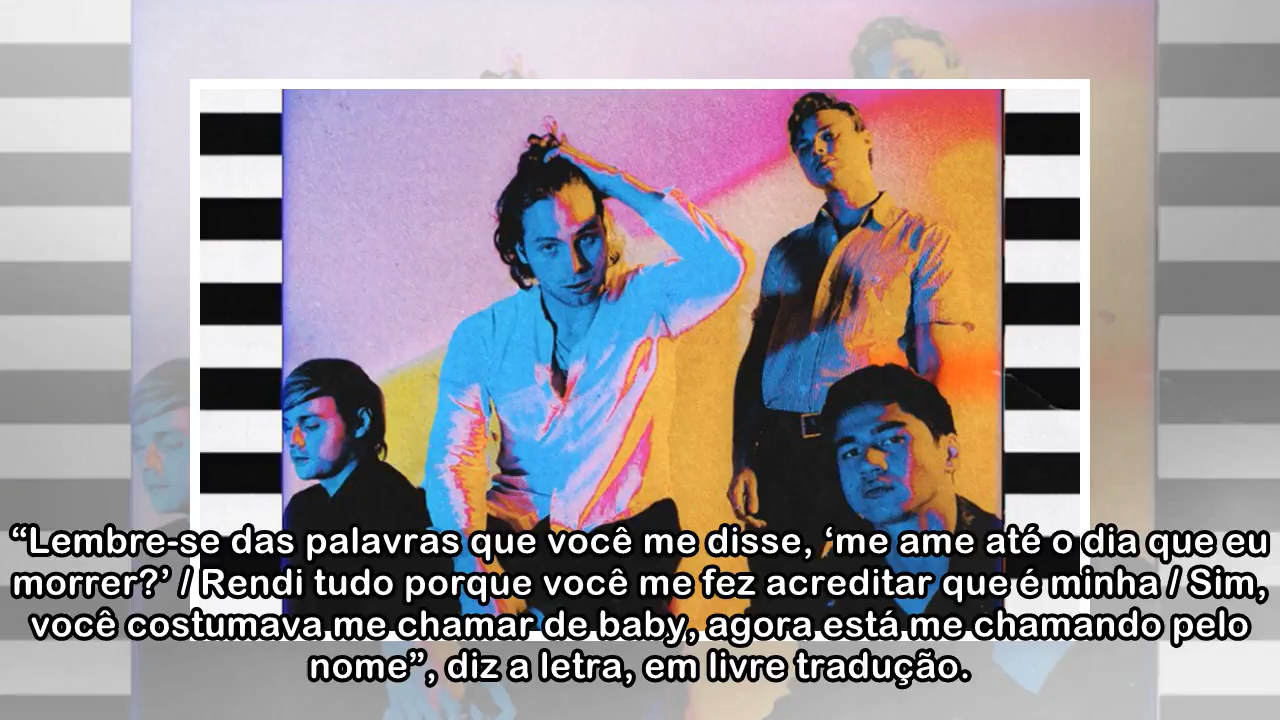 “Lembre-se das palavras que você me disse, ‘me ame até o dia que eu
morrer?’ / Rendi tudo porque você me fez acreditar que é minha / Sim,
você costumava me chamar de baby, agora está me chamando pelo
nome”, diz a letra, em livre tradução.